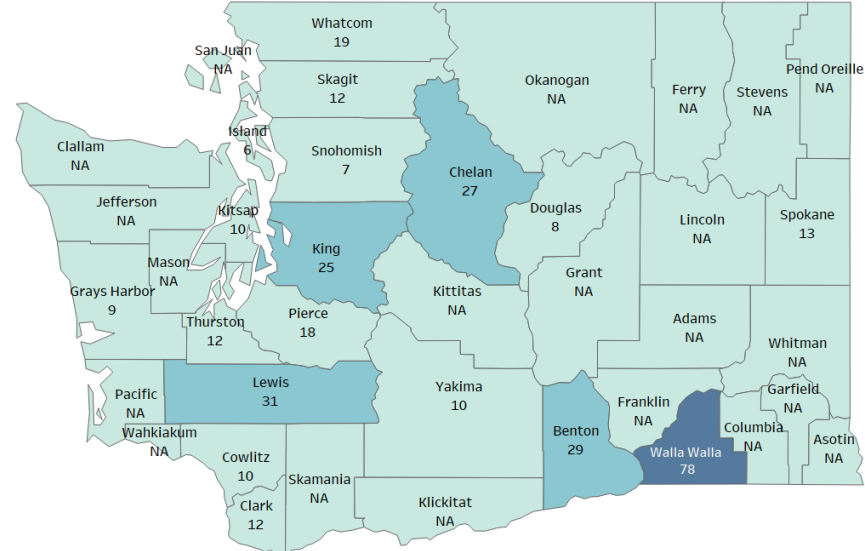 Whatcom
19
San Juan
NA
Skagit
12
Okanogan
NA
Ferry
NA
Stevens
NA
Pend Oreille
NA
Island
6
Clallam
NA
Snohomish
7
Chelan
27
Jefferson
NA
Kitsap
10
Douglas
8
Lincoln
NA
Spokane
13
King
25
Mason
NA
Grant
NA
Grays Harbor
9
Kittitas
NA
Thurston
12
Pierce
18
Adams
NA
Whitman
NA
Lewis
31
Yakima
10
Pacific
NA
Franklin
NA
Garfield
NA
Wahkiakum
NA
Benton
29
Columbia
NA
Asotin
NA
Walla Walla
78
Cowlitz
10
Skamania
NA
Clark
12
Klickitat
NA